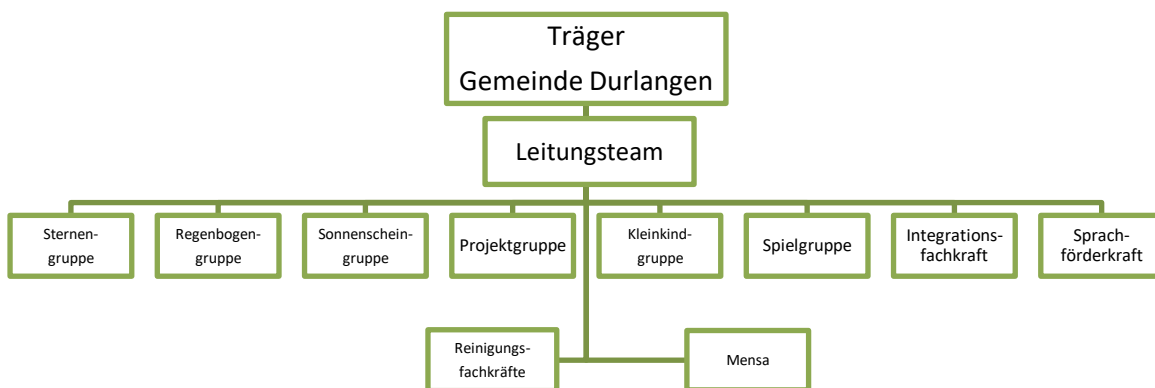 Träger
Gemeinde Durlangen
Leitungsteam
Sternen-
gruppe
Regenbogen-
gruppe
Sonnenschein-
gruppe
Projektgruppe
Kleinkind-
gruppe
Spielgruppe
Integrations-
fachkraft
Sprach-
förderkraft
Reinigungs-
fachkräfte
Mensa